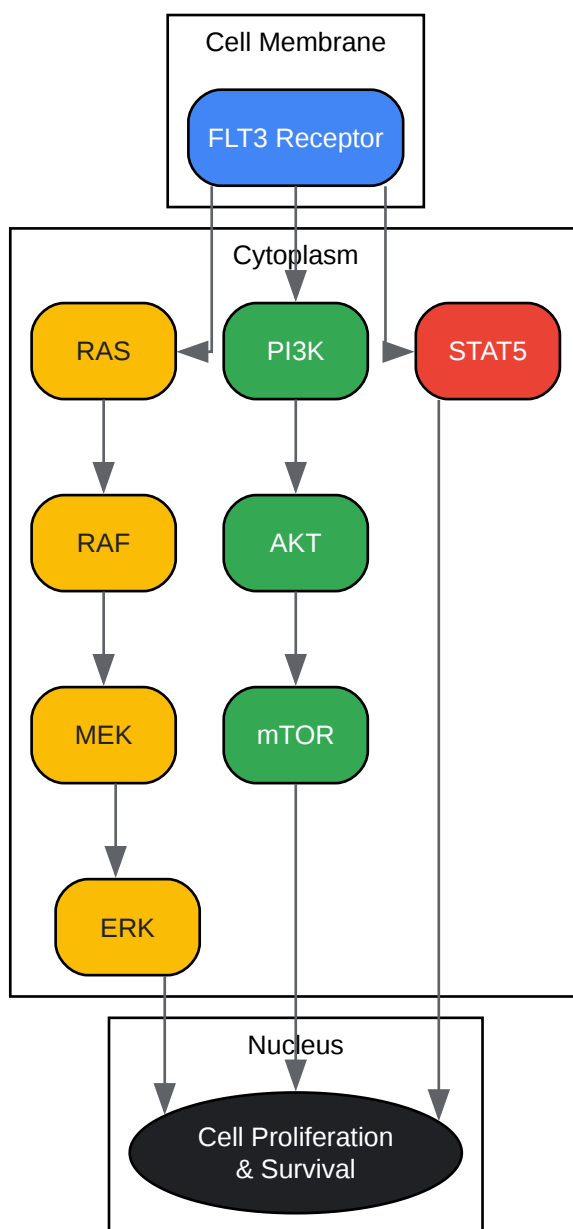 Cell Membrane
FLT3 Receptor
Cytoplasm
RAS
PI3K
STAT5
RAF
AKT
MEK
mTOR
ERK
Nucleus
Cell Proliferation
& Survival